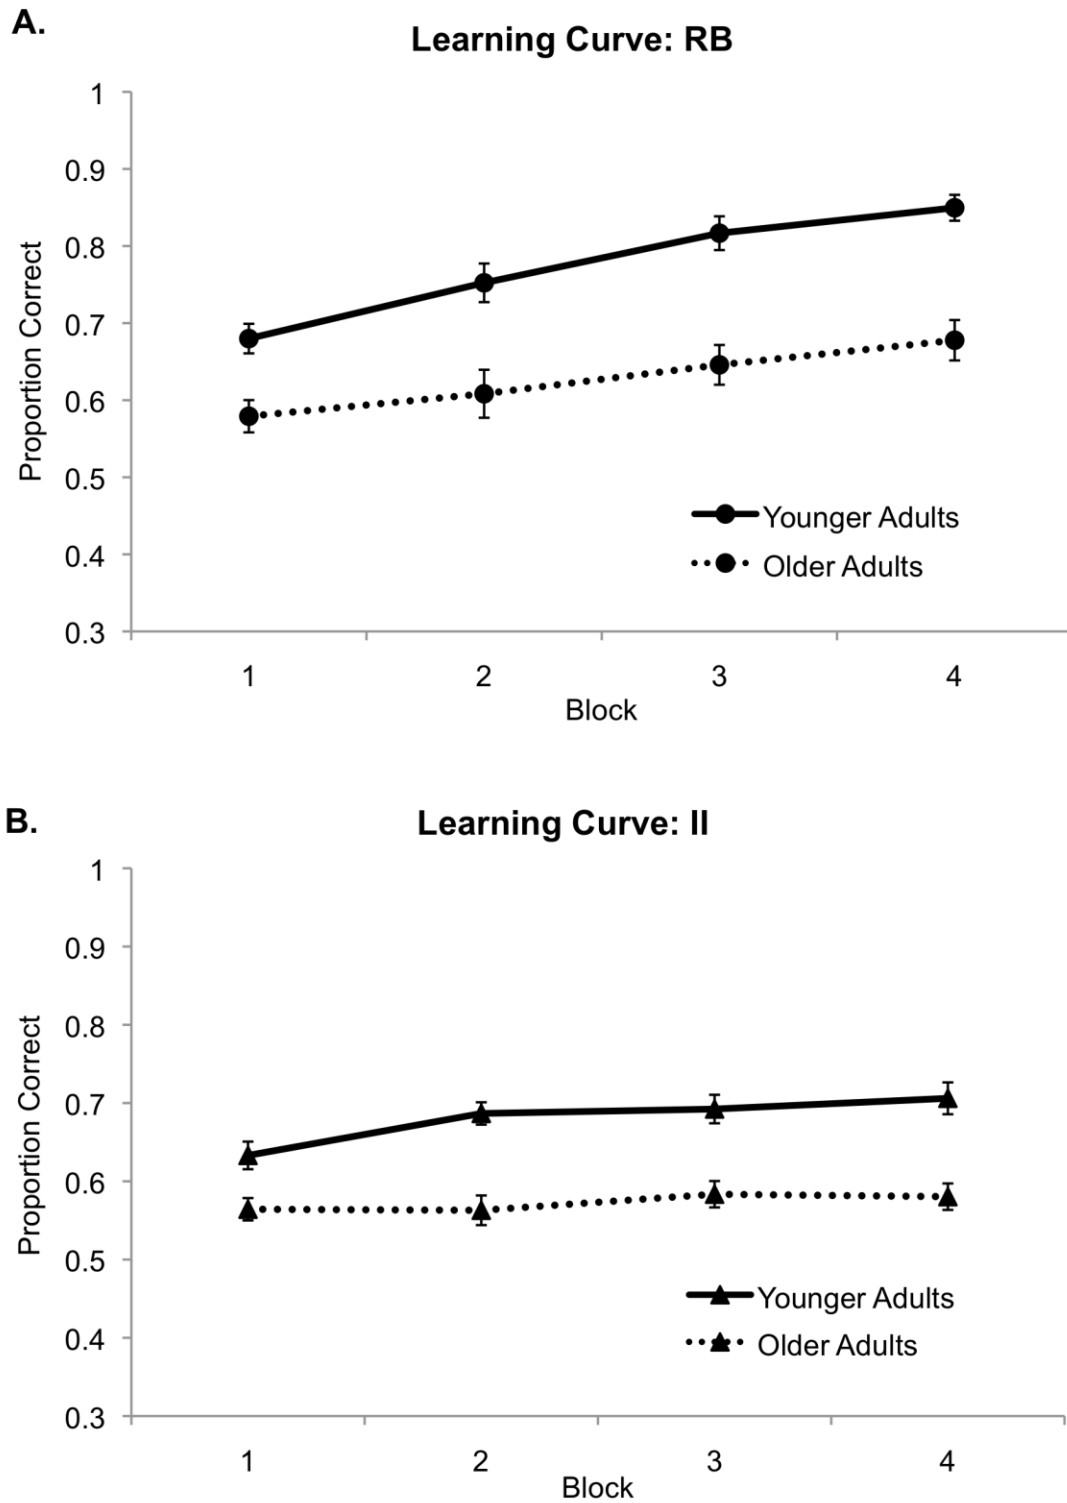 A.
Learning Curve: RB
1
0.9
0.8
0.7
0.6
0.5
0.4
0.3
Proportion Correct
Younger Adults
Older Adults
1 2 3 4
Block
B.
Learning Curve: II
1
0.9
0.8
0.7
0.6
0.5
0.4
0.3
Proportion Correct
Younger Adults
Older Adults
1 2 3 4
Block